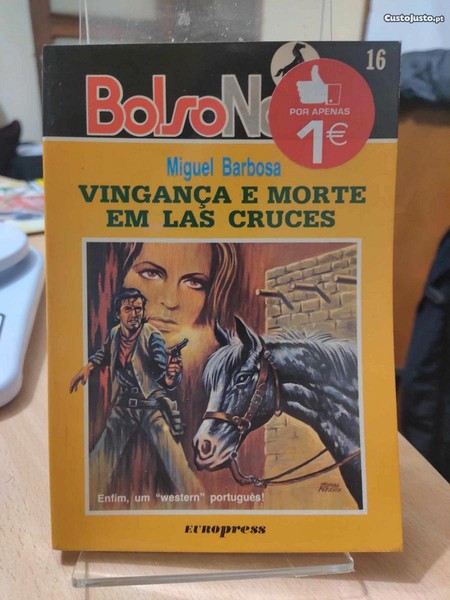 CustoJusto.pt
16
BolsoNo
POR APENAS
1€
Miguel Barbosa
VINGANÇA E MORTE
EM LAS CRUCES
Enfim, um "western" português!
EUROpress